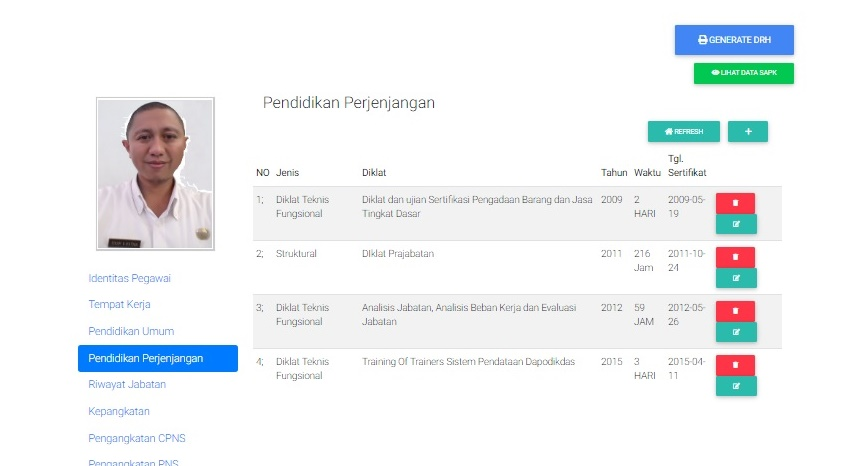 GENERATE DRH
LIHAT DATA SAPK
Pendidikan Perjenjangan
REFRESH
NO Jenis Diklat Tahun Waktu Tgl. Sertifikat
1; Diklat Teknis Fungsional Diklat dan ujian Sertifikasi Pengadaan Barang dan Jasa Tingkat Dasar 2009 2 HARI 2009-05-19
2; Struktural DIklat Prajabatan 2011 216 Jam 2011-10-24
3; Diklat Teknis Fungsional Analisis Jabatan, Analisis Beban Kerja dan Evaluasi Jabatan 2012 59 JAM 2012-05-26
4; Diklat Teknis Fungsional Training Of Trainers Sistem Pendataan Dapodikdas 2015 3 HARI 2015-04-11
Identitas Pegawai
Tempat Kerja
Pendidikan Umum
Pendidikan Perjenjangan
Riwayat Jabatan
Kepangkatan
Pengangkatan CPNS
Pengangkatan PNS